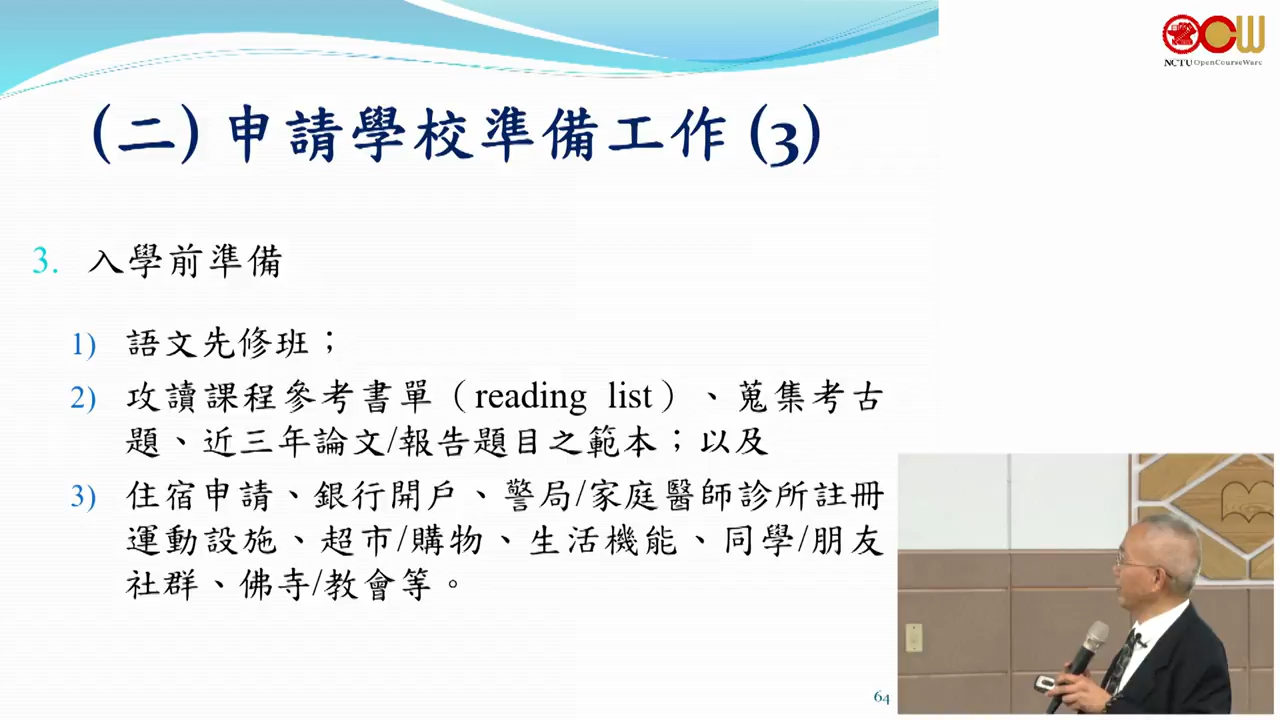 OCW
NCTU OpenCourseWare
(二) 申請學校準備工作 (3)
3. 入學前準備
1) 語文先修班；
2) 攻讀課程參考書單（reading list）、蒐集考古
題、近三年論文/報告題目之範本；以及
3) 住宿申請、銀行開戶、警局/家庭醫師診所註冊
運動設施、超市/購物、生活機能、同學/朋友
社群、佛寺/教會等。
64